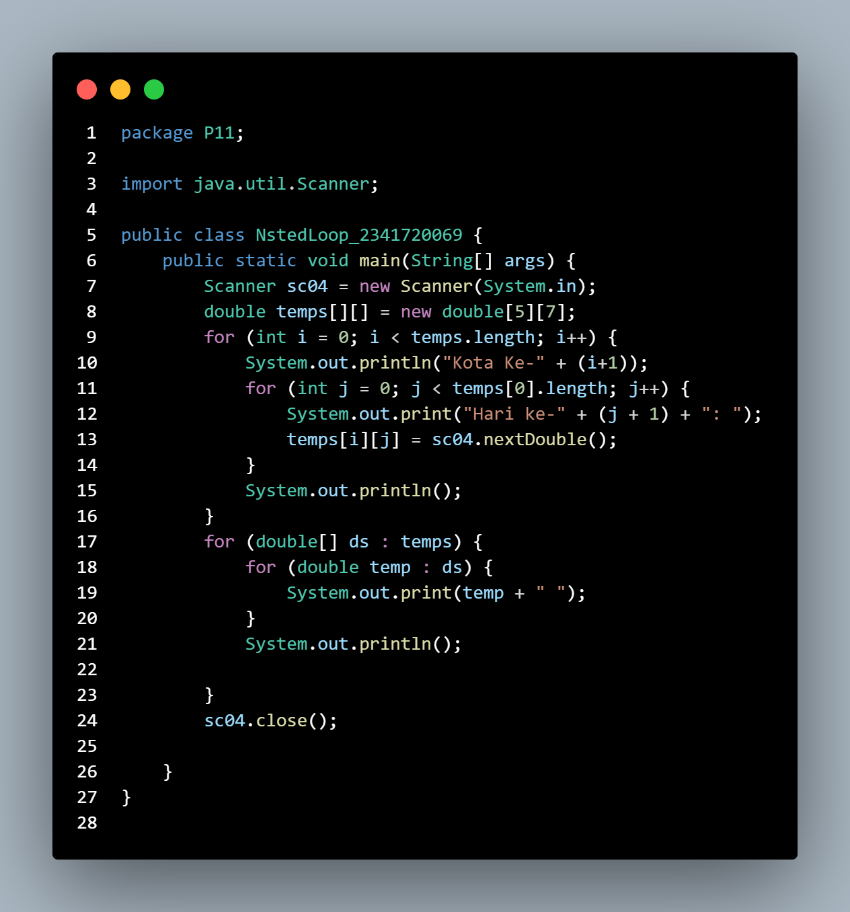 1 package P11;
2
3 import java.util.Scanner;
4
5 public class NstedLoop_2341720069 {
6     public static void main(String[] args) {
7         Scanner sc04 = new Scanner(System.in);
8         double temps[][] = new double[5][7];
9         for (int i = 0; i < temps.length; i++) {
10             System.out.println("Kota Ke-" + (i+1));
11             for (int j = 0; j < temps[0].length; j++) {
12                 System.out.print("Hari ke-" + (j + 1) + ": ");
13                 temps[i][j] = sc04.nextDouble();
14             }
15             System.out.println();
16         }
17         for (double[] ds : temps) {
18             for (double temp : ds) {
19                 System.out.print(temp + " ");
20             }
21             System.out.println();
22
23         }
24         sc04.close();
25
26     }
27 }
28